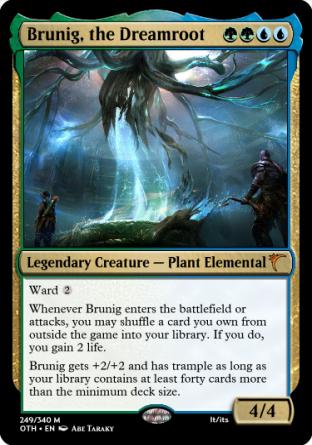 Brunig, the Dreamroot
Legendary Creature — Plant Elemental
Ward 2
Whenever Brunig enters the battlefield or
attacks, you may shuffle a card you own from
outside the game into your library. If you do,
you gain 2 life.
Brunig gets +2/+2 and has trample as long as
your library contains at least forty cards more
than the minimum deck size.
4/4
249/340 M
It/its
OTH • EN Abe Taraky